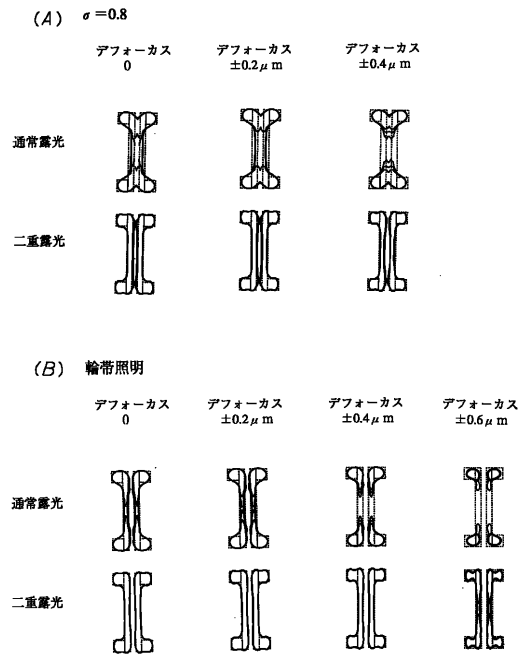 (A) σ=0.8
デフォーカス デフォーカス デフォーカス
0 ±0.2μm ±0.4μm
通常露光
二重露光
(B) 輪帯照明
デフォーカス デフォーカス デフォーカス デフォーカス
0 ±0.2μm ±0.4μm ±0.6μm
通常露光
二重露光